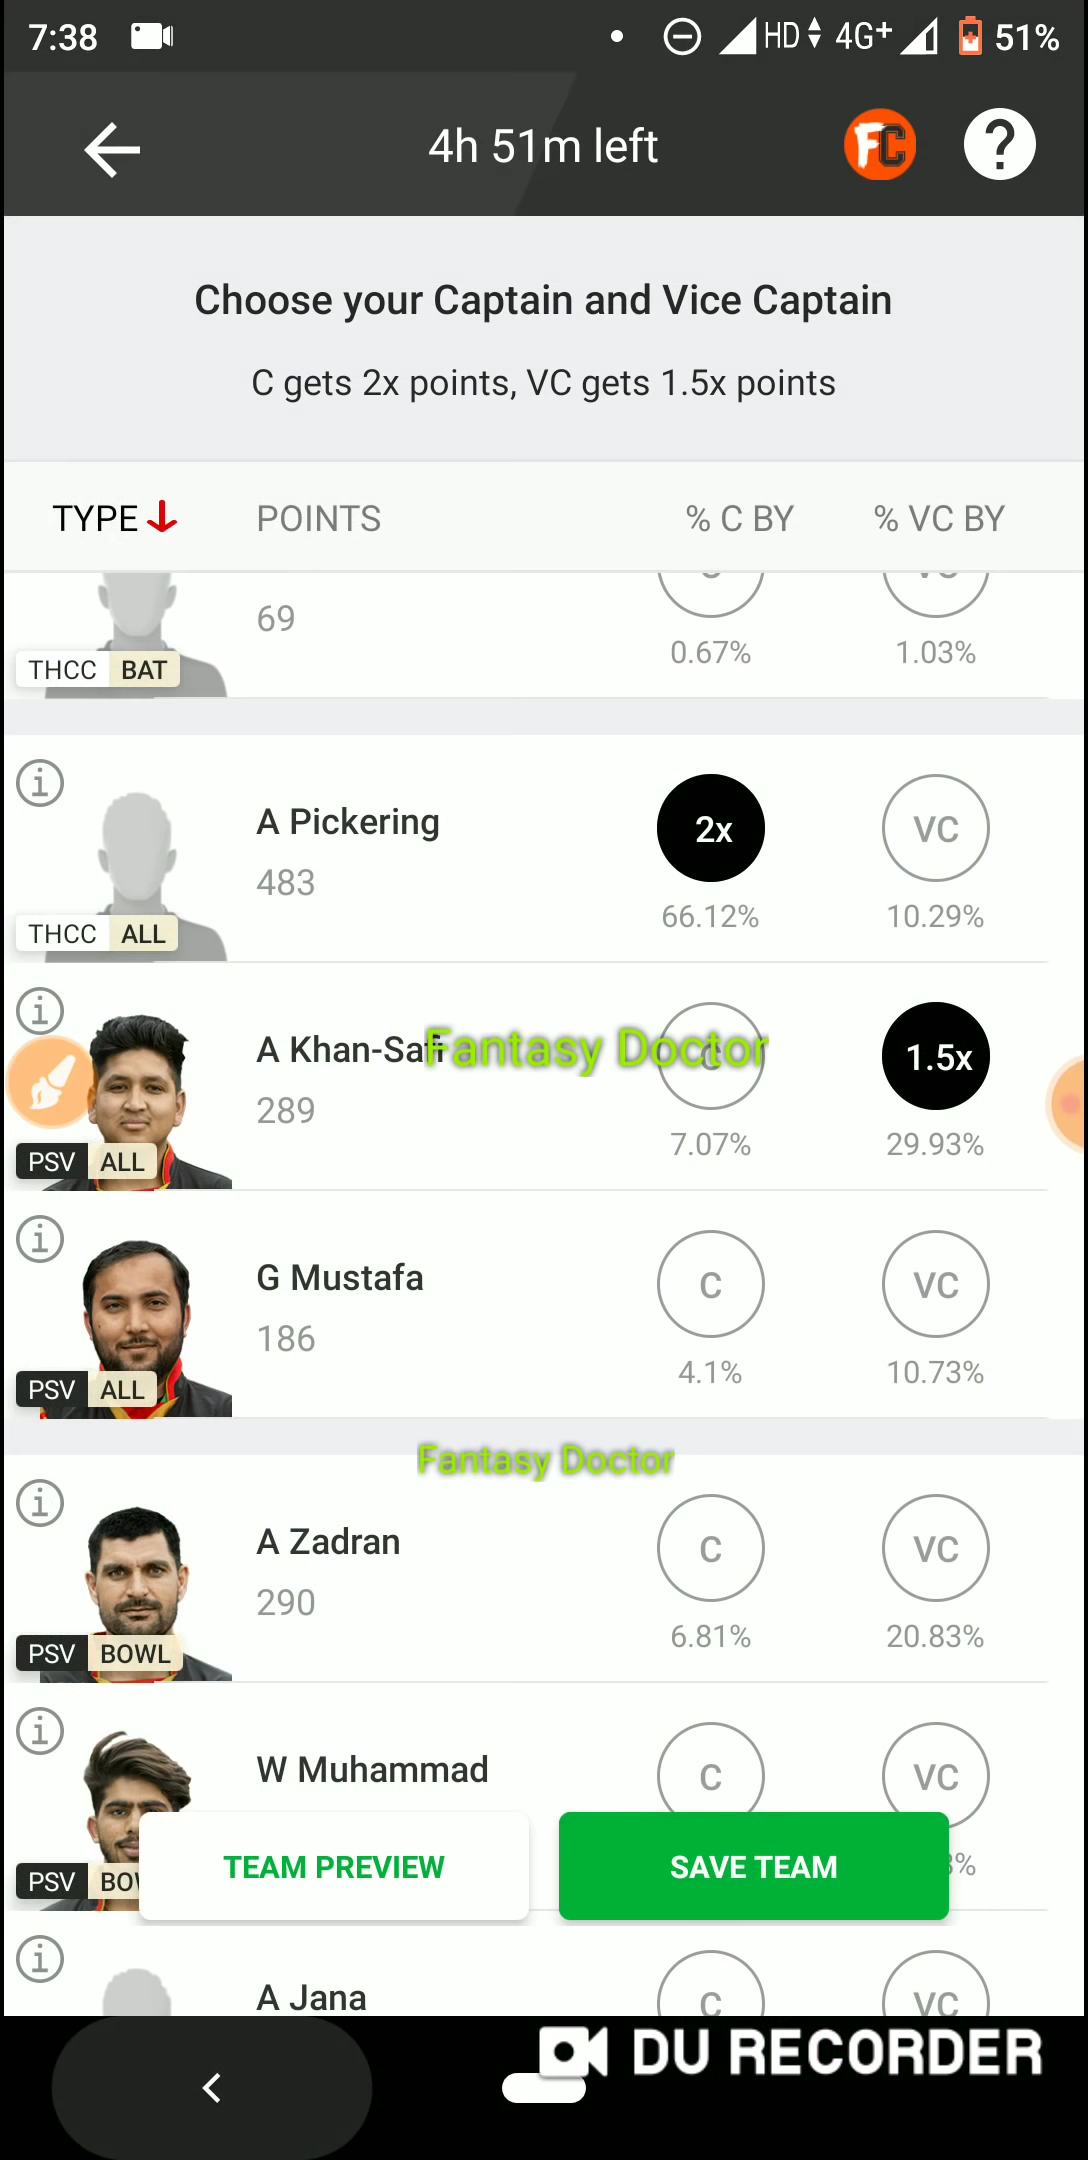 7:38 HD 4G+ 51%
4h 51m left FC ?
Choose your Captain and Vice Captain
C gets 2x points, VC gets 1.5x points
TYPE POINTS % C BY % VC BY
69
0.67% 1.03%
THCC BAT
A Pickering 2x VC
483
66.12% 10.29%
THCC ALL
A Khan-Safi C 1.5x
Fantasy Doctor
289
7.07% 29.93%
PSV ALL
G Mustafa C VC
186
4.1% 10.73%
PSV ALL
Fantasy Doctor
A Zadran C VC
290
6.81% 20.83%
PSV BOWL
W Muhammad C VC
PSV
TEAM PREVIEW SAVE TEAM
A Jana C VC
DU RECORDER